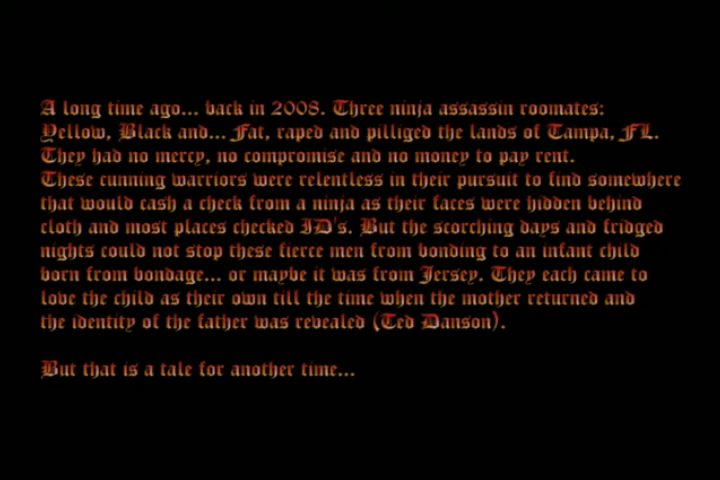 A long time ago... back in 2008. Three ninja assassin roomates:
Yellow, Black and... Fat, raped and pilliged the lands of Tampa, FL.
They had no mercy, no compromise and no money to pay rent.
These cunning warriors were relentless in their pursuit to find somewhere
that would cash a check from a ninja as their faces were hidden behind
cloth and most places checked ID's. But the scorching days and fridged
nights could not stop these fierce men from bonding to an infant child
born from bondage... or maybe it was from Jersey. They each came to
love the child as their own till the time when the mother returned and
the identity of the father was revealed (Ted Danson).
But that is a tale for another time...